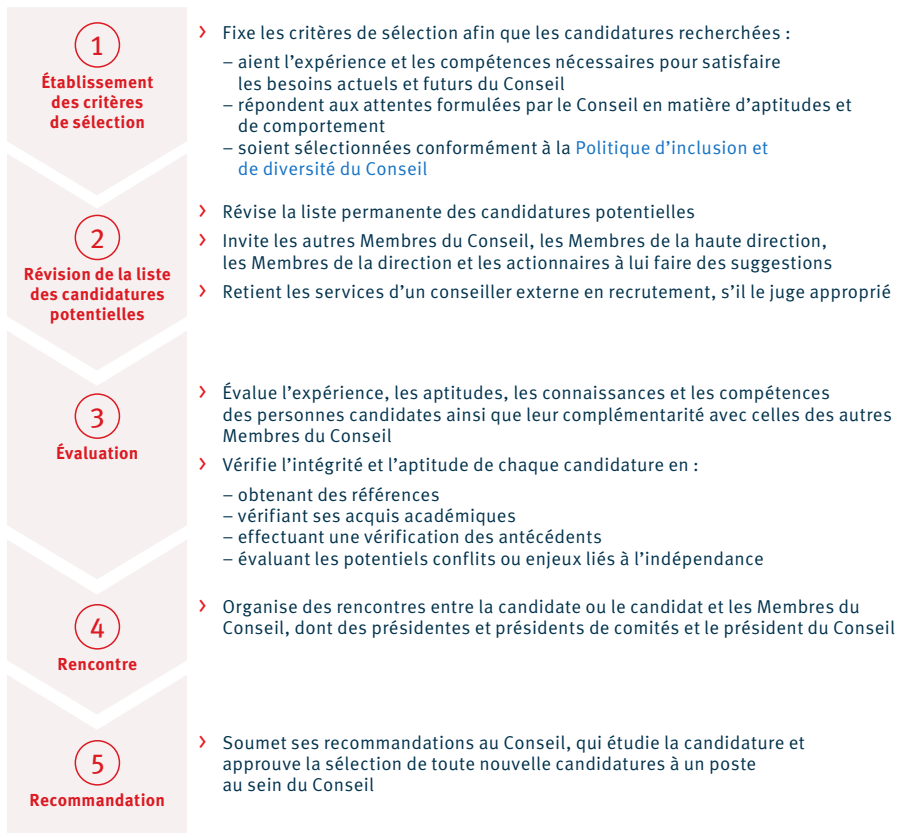 1
Établissement
des critères
de sélection
› Fixe les critères de sélection afin que les candidatures recherchées :
– aient l'expérience et les compétences nécessaires pour satisfaire
les besoins actuels et futurs du Conseil
– répondent aux attentes formulées par le Conseil en matière d'aptitudes et
de comportement
– soient sélectionnées conformément à la Politique d'inclusion et
de diversité du Conseil
2
Révision de la liste
des candidatures
potentielles
› Révise la liste permanente des candidatures potentielles
› Invite les autres Membres du Conseil, les Membres de la haute direction,
les Membres de la direction et les actionnaires à lui faire des suggestions
› Retient les services d'un conseiller externe en recrutement, s'il le juge approprié
3
Évaluation
› Évalue l'expérience, les aptitudes, les connaissances et les compétences
des personnes candidates ainsi que leur complémentarité avec celles des autres
Membres du Conseil
› Vérifie l'intégrité et l'aptitude de chaque candidature en :
– obtenant des références
– vérifiant ses acquis académiques
– effectuant une vérification des antécédents
– évaluant les potentiels conflits ou enjeux liés à l'indépendance
4
Rencontre
› Organise des rencontres entre la candidate ou le candidat et les Membres du
Conseil, dont des présidentes et présidents de comités et le président du Conseil
5
Recommandation
› Soumet ses recommandations au Conseil, qui étudie la candidature et
approuve la sélection de toute nouvelle candidatures à un poste
au sein du Conseil